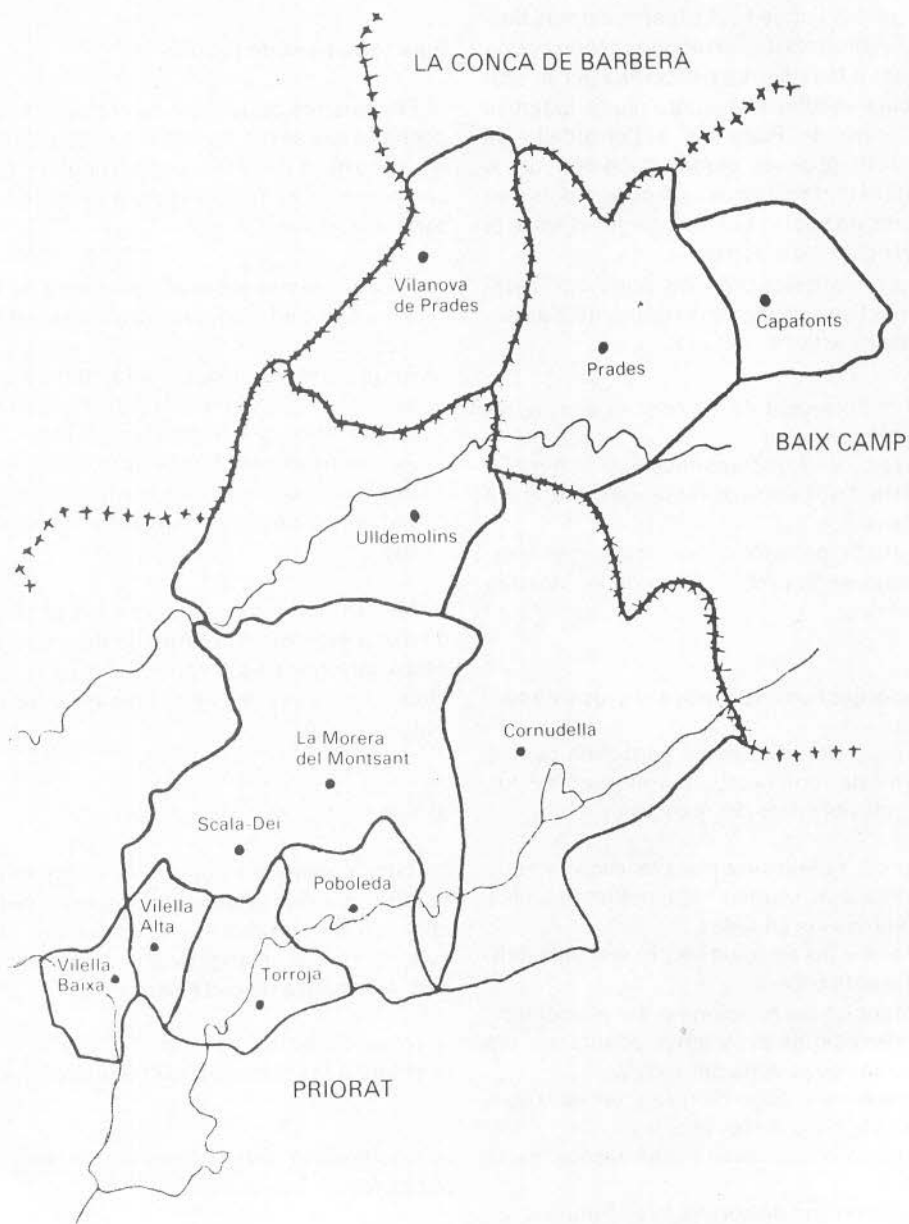 LA CONCA DE BARBERA
Vilanova
de Prades
Capafonts
Prades
BAIX CAMP
Ulldemolins
Cornudella
La Morera
del Montsant
Scala-Dei
Poboleda
Vilella
Alta
Vilella
Baixa
Torroja
PRIORAT